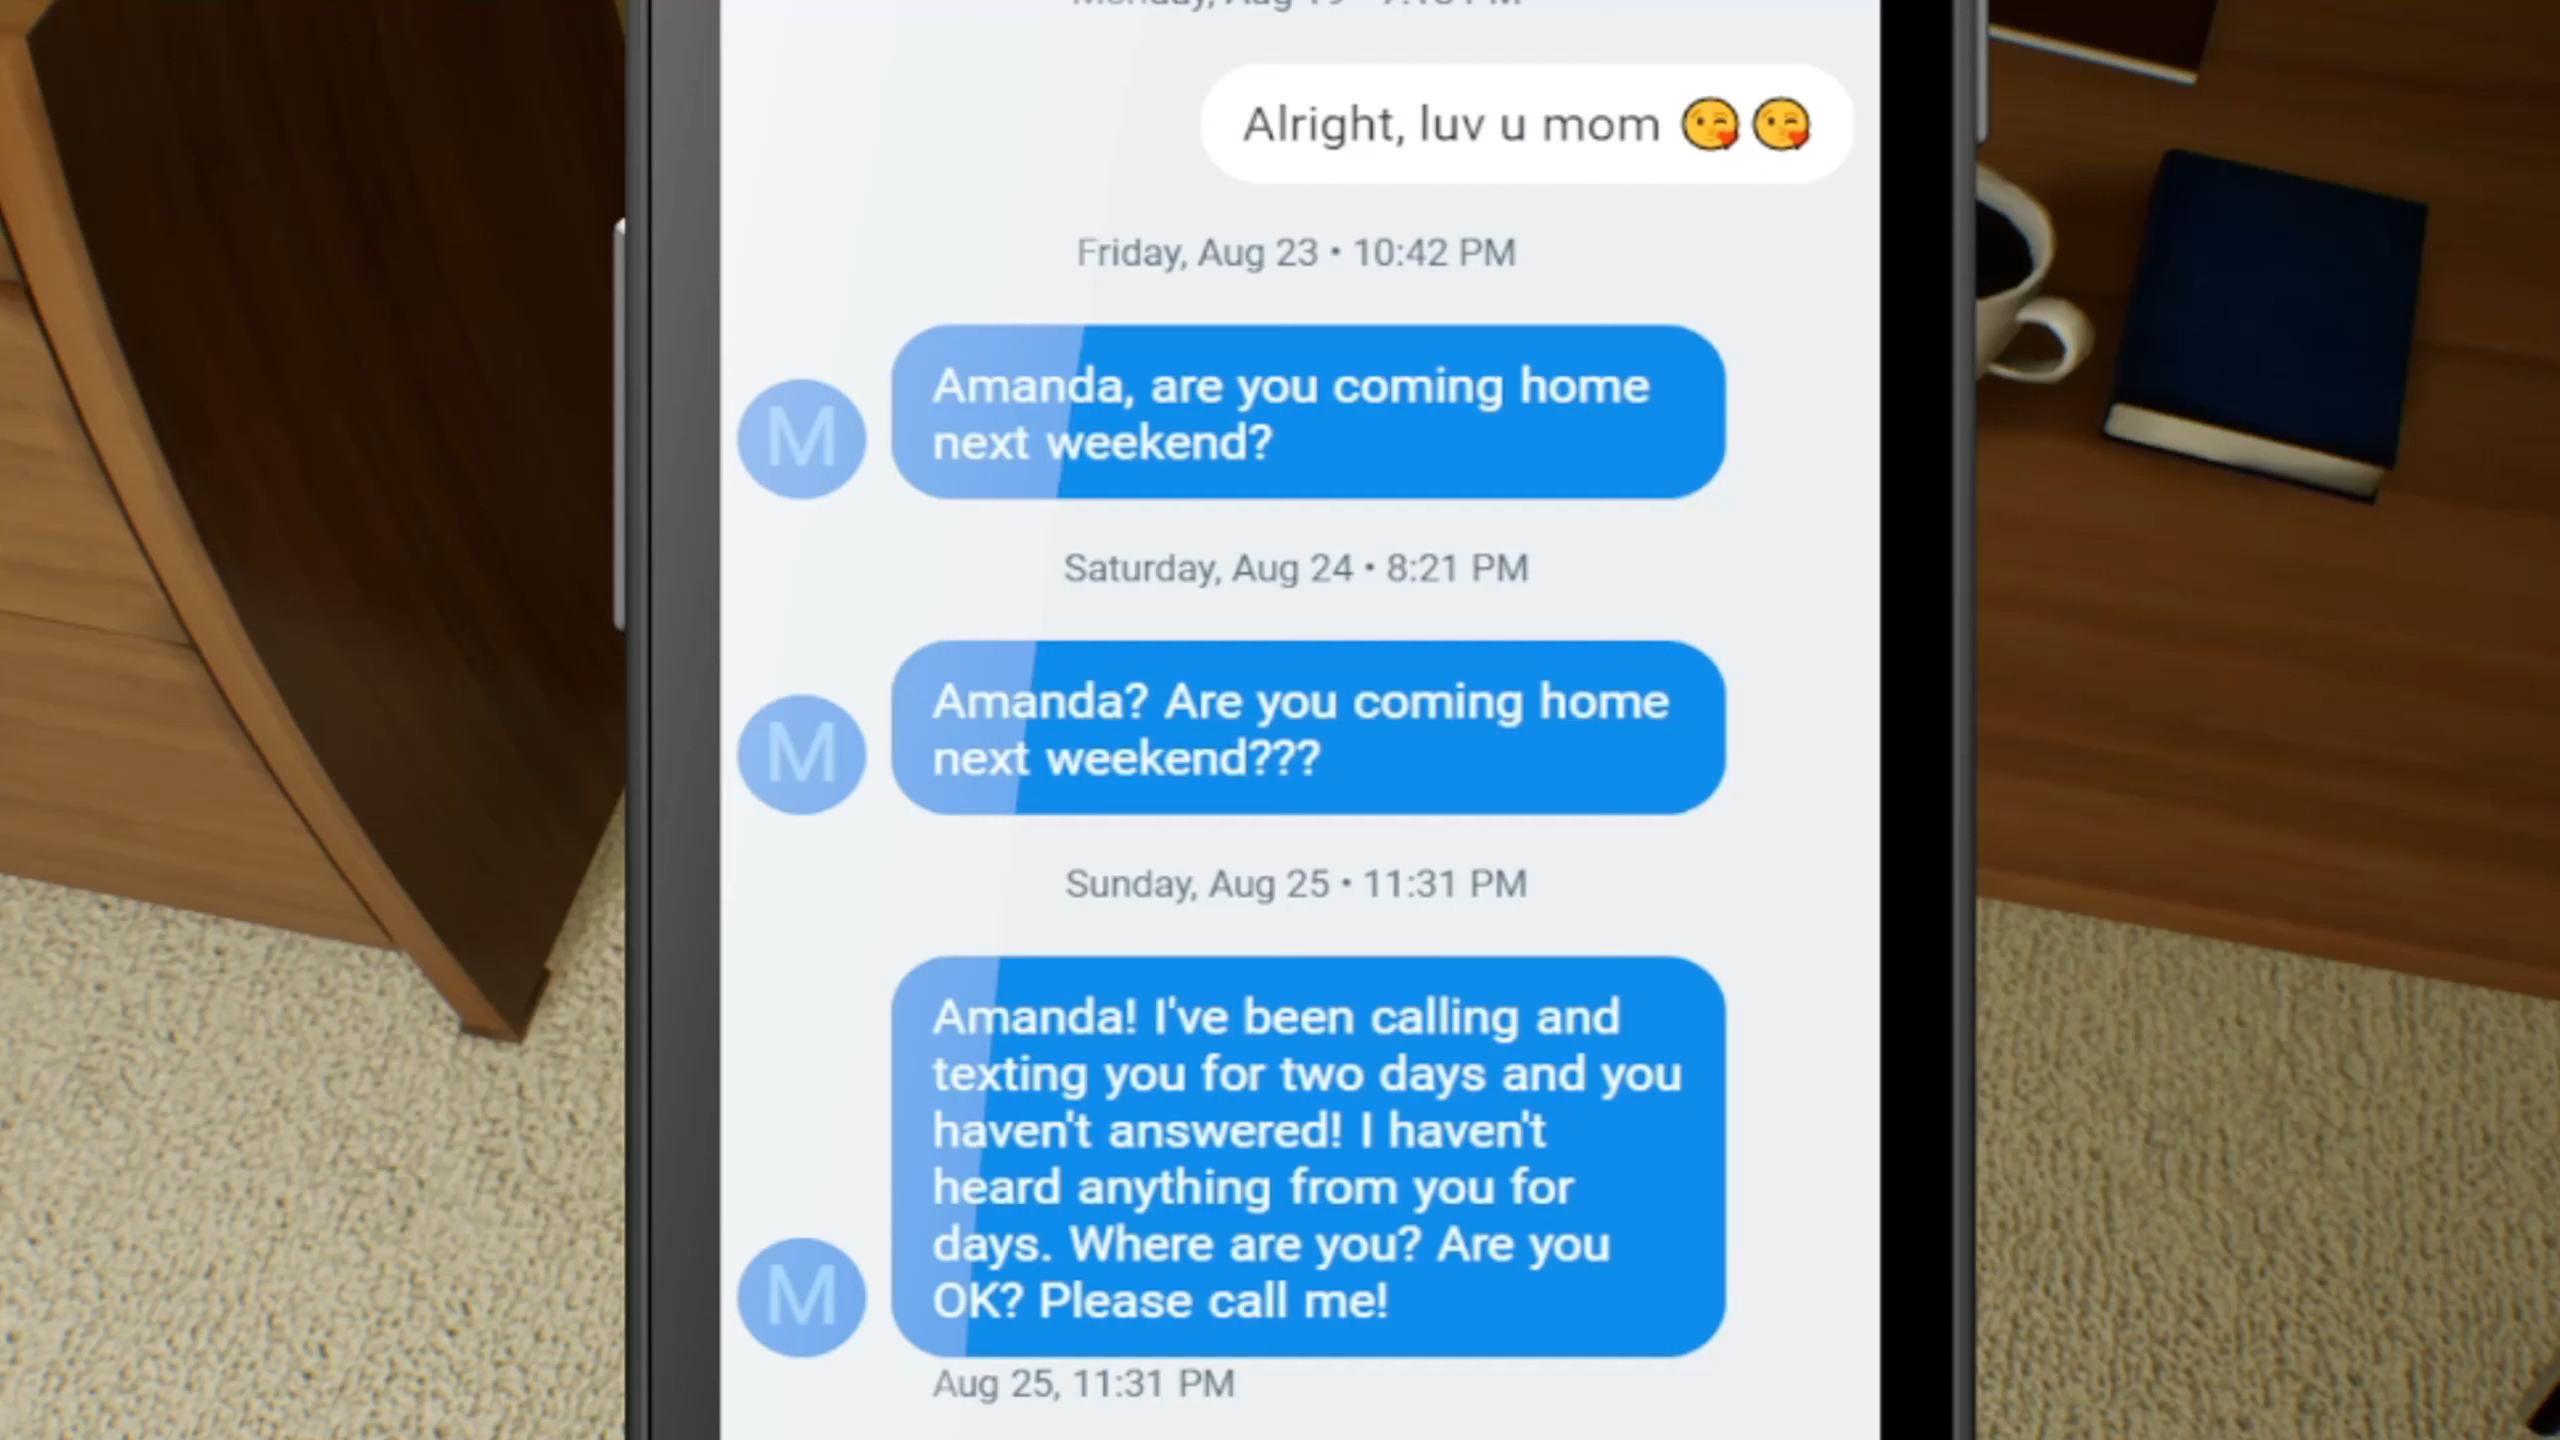 Alright, luv u mom 😘😘
Friday, Aug 23 • 10:42 PM
Amanda, are you coming home
next weekend?
M
Saturday, Aug 24 • 8:21 PM
Amanda? Are you coming home
next weekend???
M
Sunday, Aug 25 • 11:31 PM
Amanda! I've been calling and
texting you for two days and you
haven't answered! I haven't
heard anything from you for
days. Where are you? Are you
OK? Please call me!
M
Aug 25, 11:31 PM